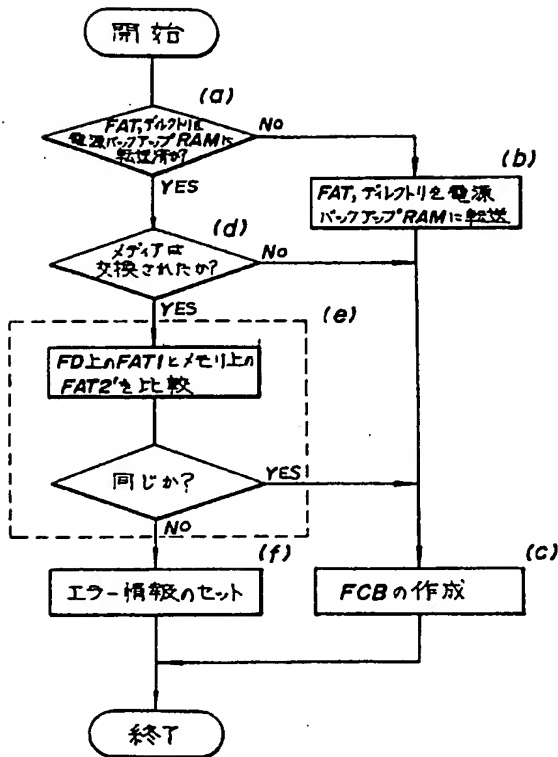 開始
(a)
FAT,ディレクトリは
電源バックアップRAMに
転送済か?
NO
YES
(b)
FAT,ディレクトリを電源
バックアップRAMに転送
(d)
メディアは
交換されたか?
NO
YES
(e)
FD上のFAT1とメモリ上の
FAT2'を比較
同じか?
YES
NO
(f)
エラー情報のセット
(c)
FCBの作成
終了